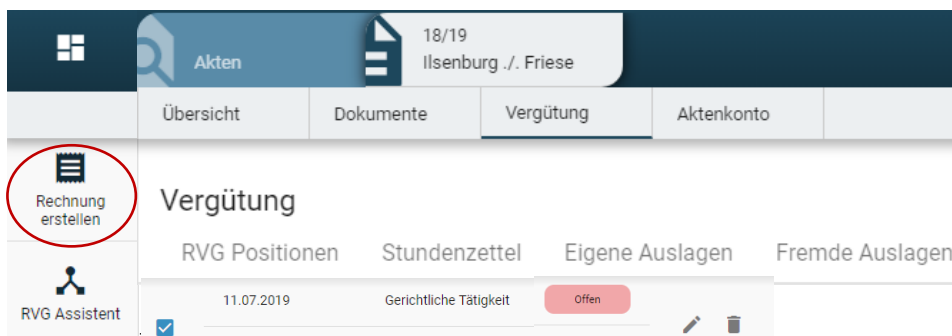 18/19
Akten
Ilsenburg ./. Friese
Übersicht Dokumente Vergütung Aktenkonto
Rechnung
erstellen
Vergütung
RVG Positionen Stundenzettel Eigene Auslagen Fremde Auslagen
RVG Assistent
11.07.2019 Gerichtliche Tätigkeit Offen